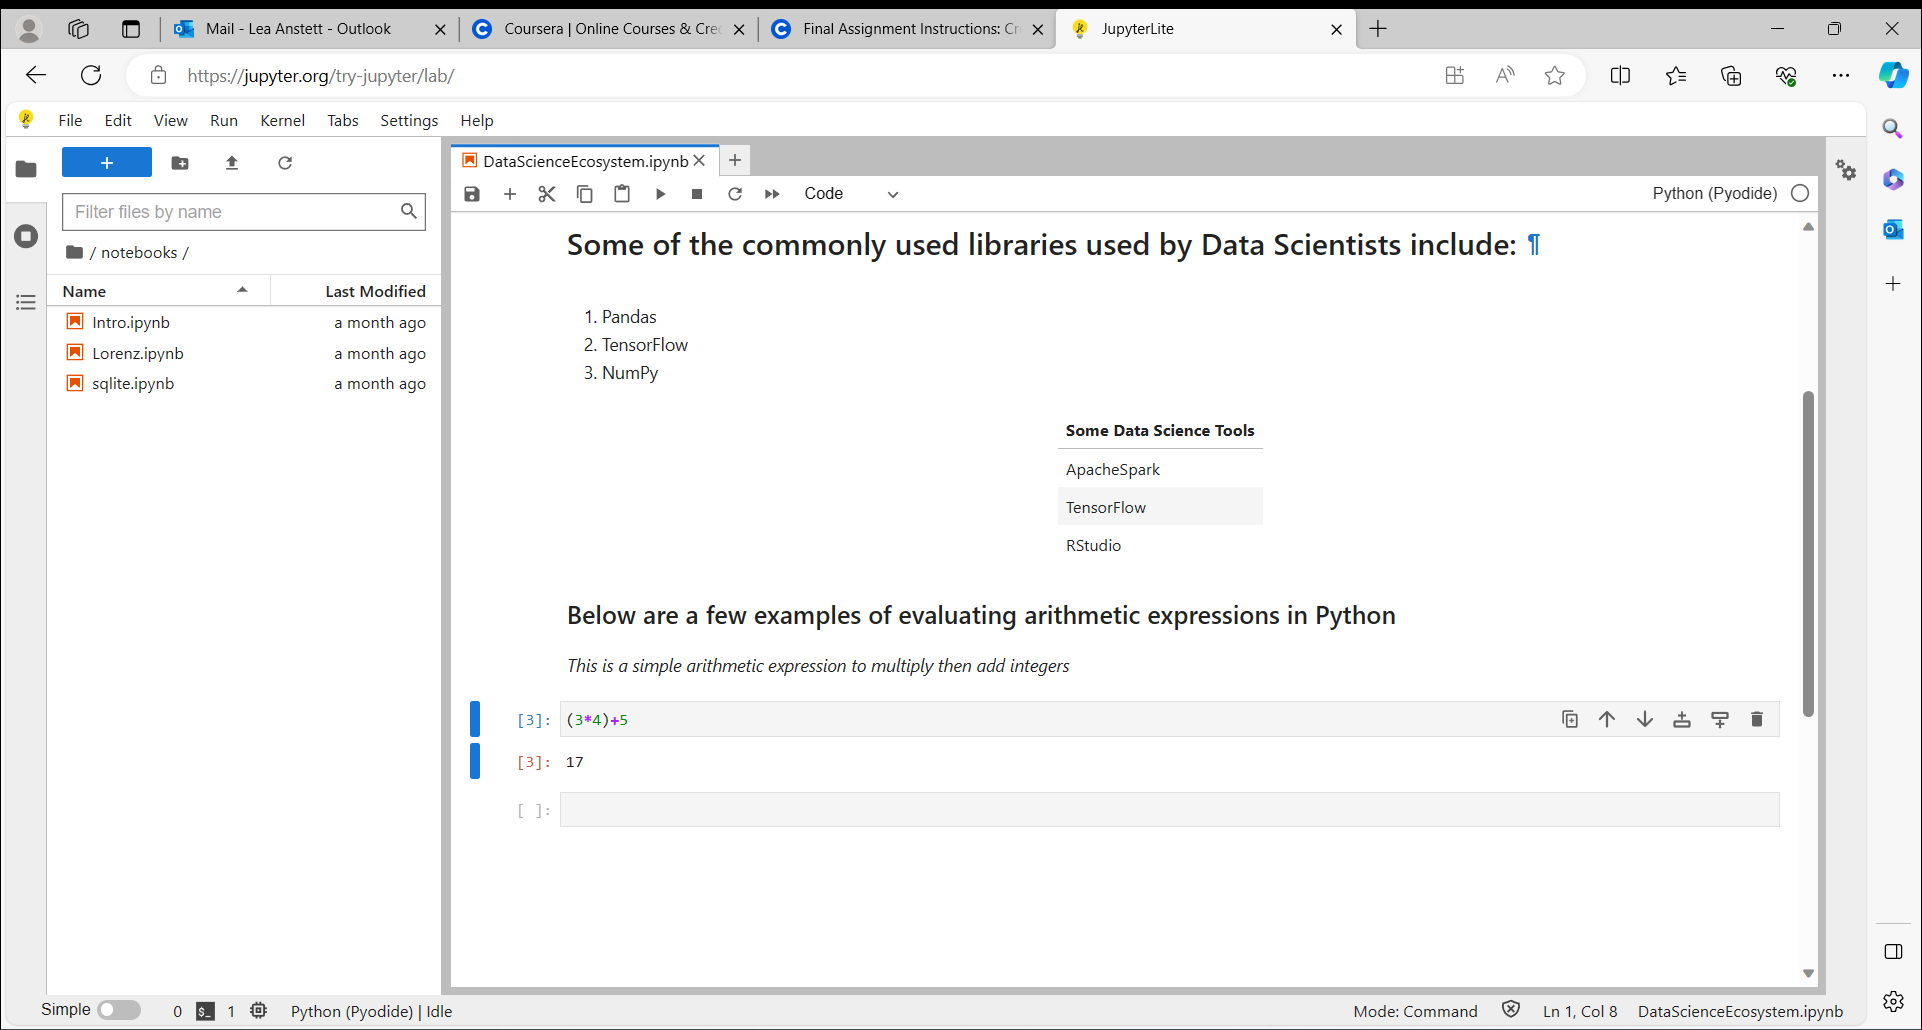 Mail - Lea Anstett - Outlook
Coursera | Online Courses & Cred
Final Assignment Instructions: Cr
JupyterLite
https://jupyter.org/try-jupyter/lab/
File Edit View Run Kernel Tabs Settings Help
DataScienceEcosystem.ipynb
Filter files by name
Code
Python (Pyodide)
/ notebooks /
Name Last Modified
Intro.ipynb a month ago
Lorenz.ipynb a month ago
sqlite.ipynb a month ago
Some of the commonly used libraries used by Data Scientists include: ¶
1. Pandas
2. TensorFlow
3. NumPy
Some Data Science Tools
ApacheSpark
TensorFlow
RStudio
Below are a few examples of evaluating arithmetic expressions in Python
This is a simple arithmetic expression to multiply then add integers
[3]: (3*4)+5
[3]: 17
[ ]:
Simple 0 $_ 1 Python (Pyodide) | Idle Mode: Command Ln 1, Col 8 DataScienceEcosystem.ipynb